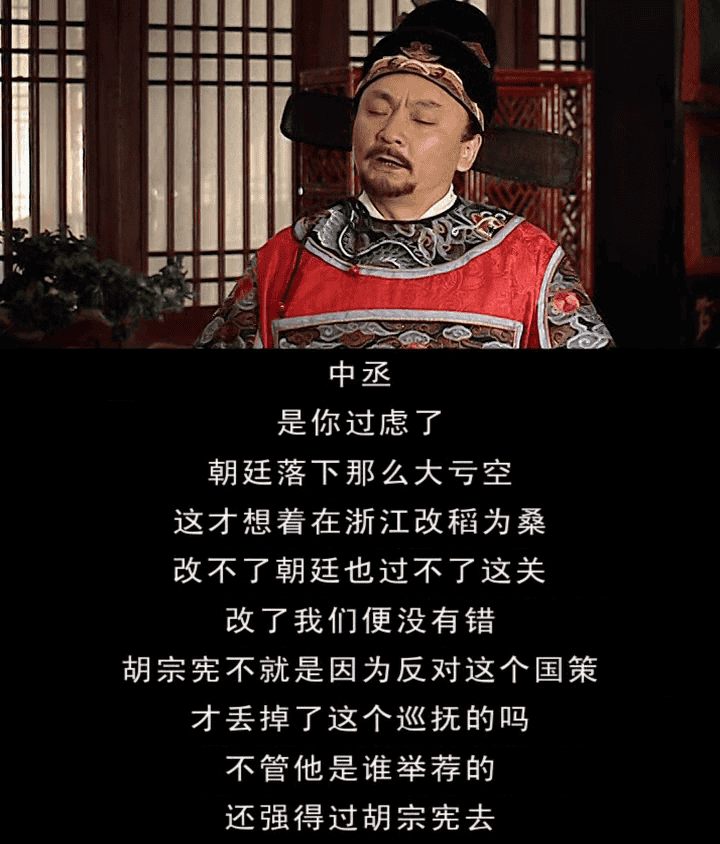 中丞
是你过虑了
朝廷落下那么大亏空
这才想着在浙江改稻为桑
改不了朝廷也过不了这关
改了我们便没有错
胡宗宪不就是因为反对这个国策
才丢掉了这个巡抚的吗
不管他是谁举荐的
还强得过胡宗宪去